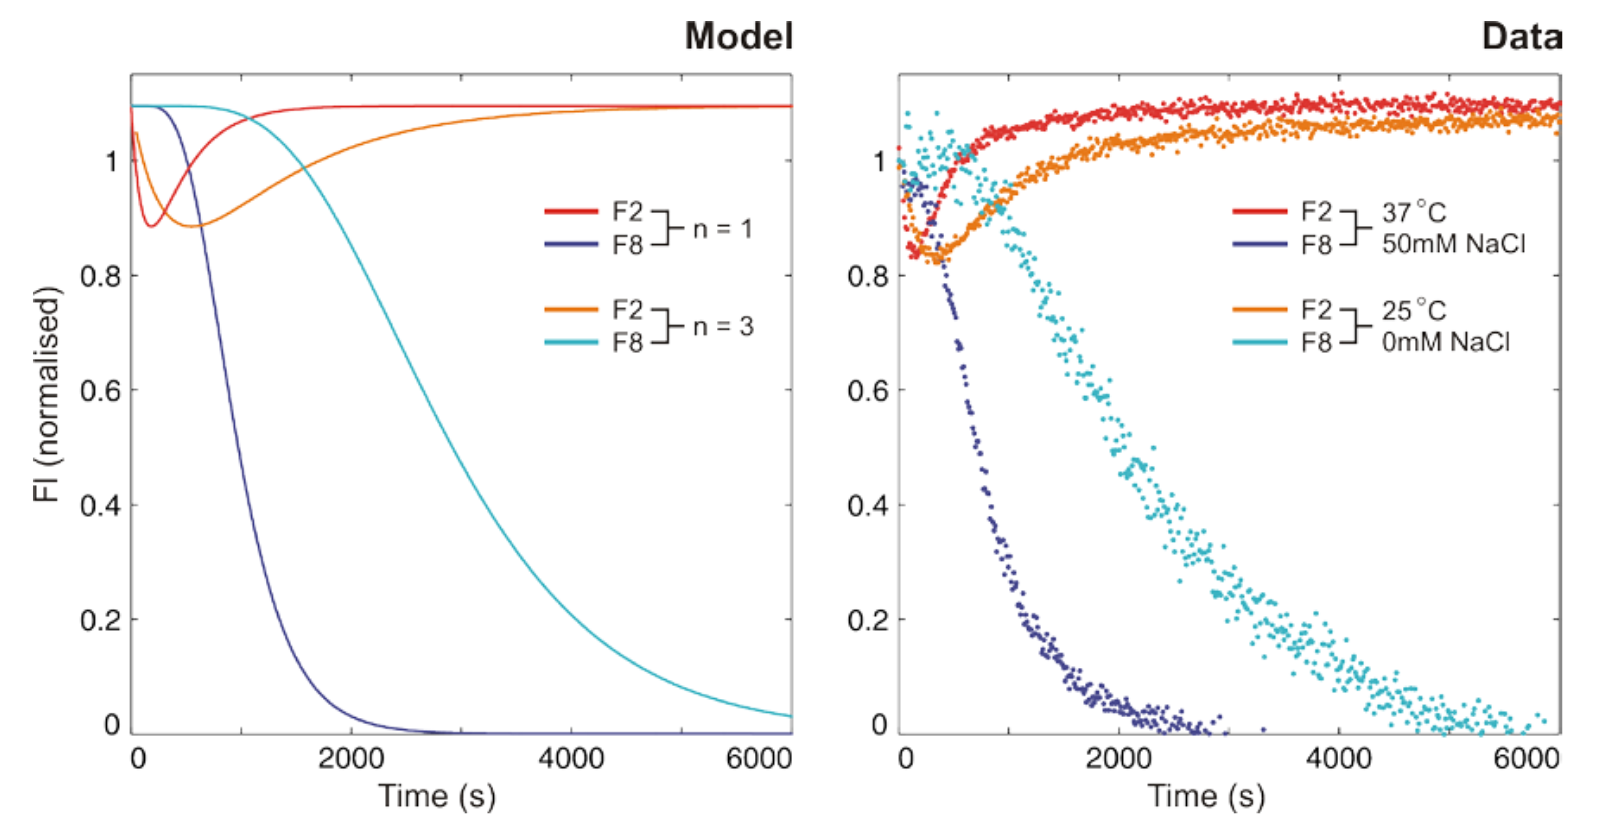 Model
FI (normalised)
1
0.8
0.6
0.4
0.2
0
0 2000 4000 6000
Time (s)
F2
F8
n = 1
F2
F8
n = 3
Data
1
0.8
0.6
0.4
0.2
0
0 2000 4000 6000
Time (s)
F2
F8
37 °C
50mM NaCl
F2
F8
25 °C
0mM NaCl